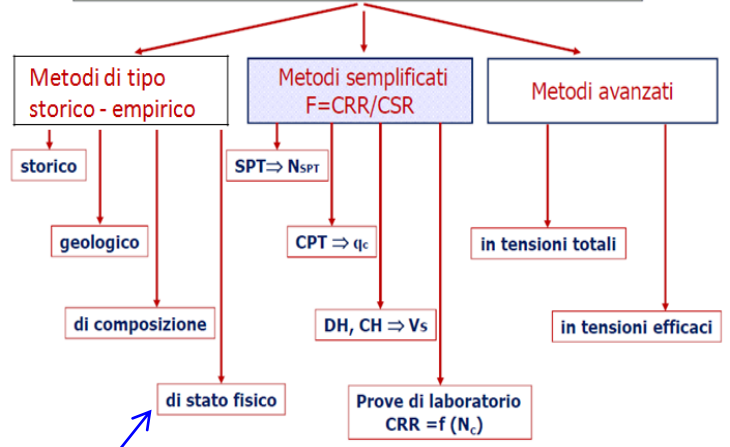 Metodi di tipo
storico - empirico
Metodi semplificati
F=CRR/CSR
Metodi avanzati
storico
SPT⇒ NSPT
geologico
CPT ⇒ qc
in tensioni totali
di composizione
DH, CH ⇒ VS
in tensioni efficaci
di stato fisico
Prove di laboratorio
CRR =f (Nc)